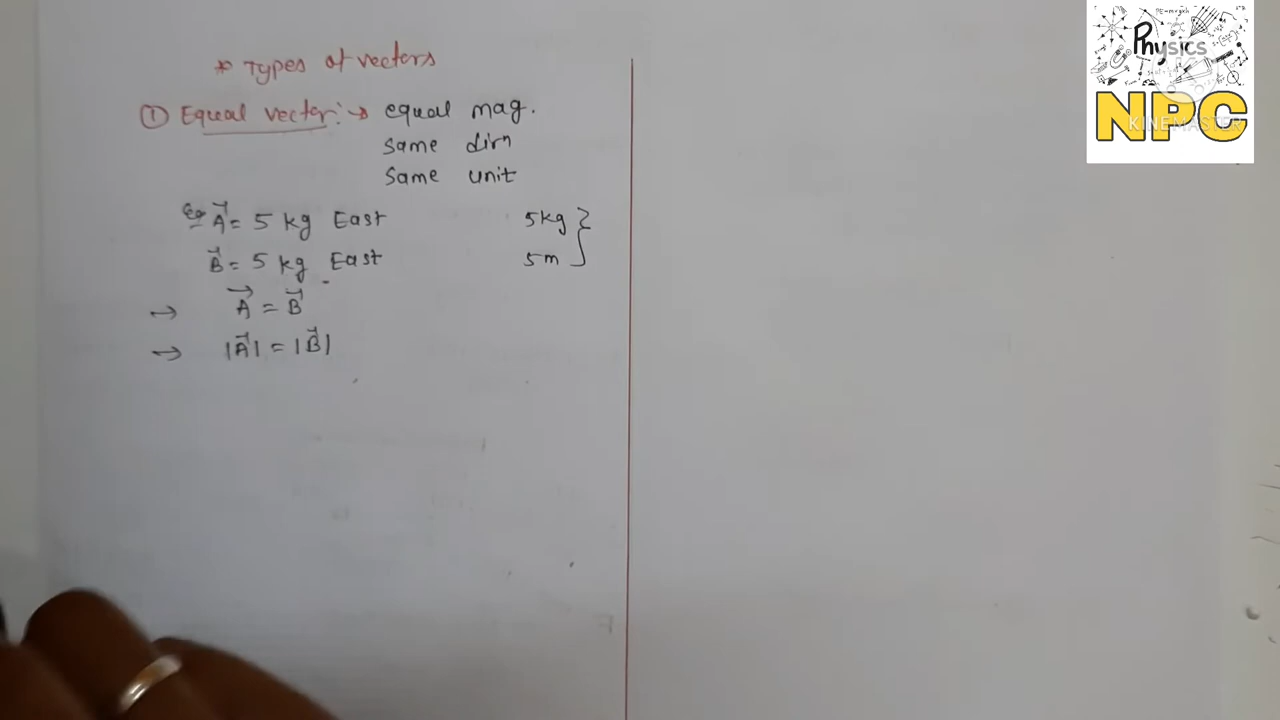 * Types of vectors
① Equal vector :→ equal mag.
same dirn
same unit
Eg A⃗ = 5 kg East
5kg }
B⃗ = 5 kg East
5m
→ A⃗ = B⃗
→ |A⃗| = |B⃗|
Physics
NPC
KINEMASTER